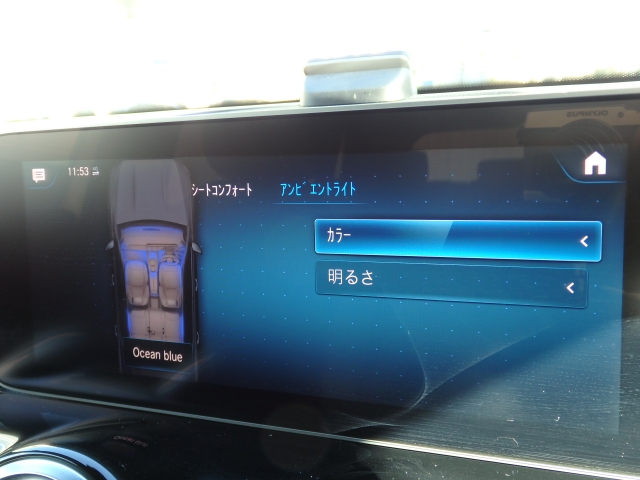 OLYMPUS
11:53
シートコンフォート アンビエントライト
カラー
明るさ
Ocean blue